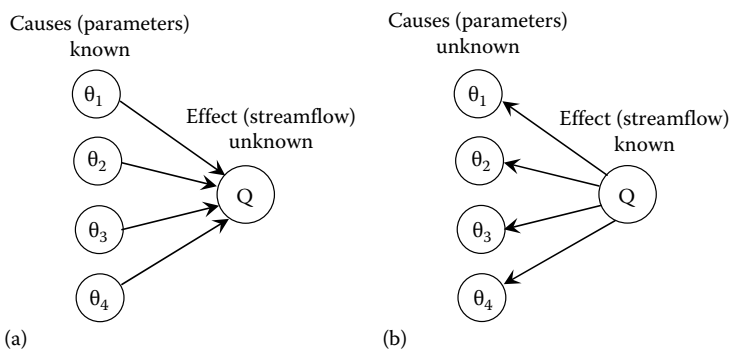 Causes (parameters)
known
θ1
θ2
θ3
θ4
Effect (streamflow)
unknown
Q
(a)
Causes (parameters)
unknown
θ1
θ2
θ3
θ4
Effect (streamflow)
known
Q
(b)